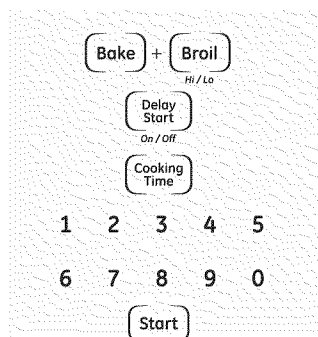 Bake + Broil
Hi / Lo
Delay
Start
On / Off
Cooking
Time
1 2 3 4 5
6 7 8 9 0
Start